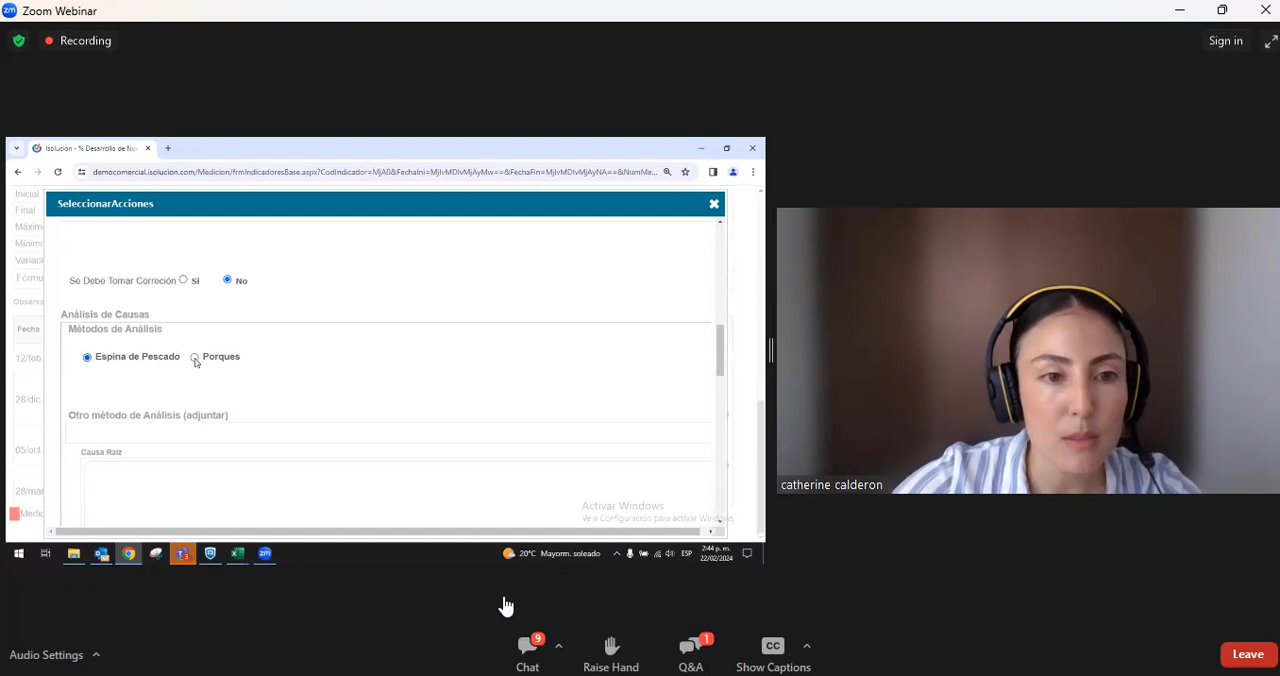 Zoom Webinar
Recording
Sign in
Isolución - % Desarrollo de Nu
democomercial.isolucion.com/Medicion/frmIndicadoresBase.aspx?CodIndicador=MjA0&FechaIni=MjIvMDIvMjAyMw==&FechaFin=MjIvMDIvMjAyNA==&NumMe...
Inicial
Final
Máxim
Mínim
Variaci
Fórmu
Observa
Fecha
12/feb.
28/dic.
05/oct.
28/mar
Medic
SeleccionarAcciones
Se Debe Tomar Correción Si No
Análisis de Causas
Métodos de Análisis
Espina de Pescado Porques
Otro método de Análisis (adjuntar)
Causa Raiz
Activar Windows
Ve a Configuración para activar Windows.
20°C Mayorm. soleado
ESP
2:44 p. m.
22/02/2024
catherine calderon
Audio Settings
9
Chat
Raise Hand
1
Q&A
CC
Show Captions
Leave